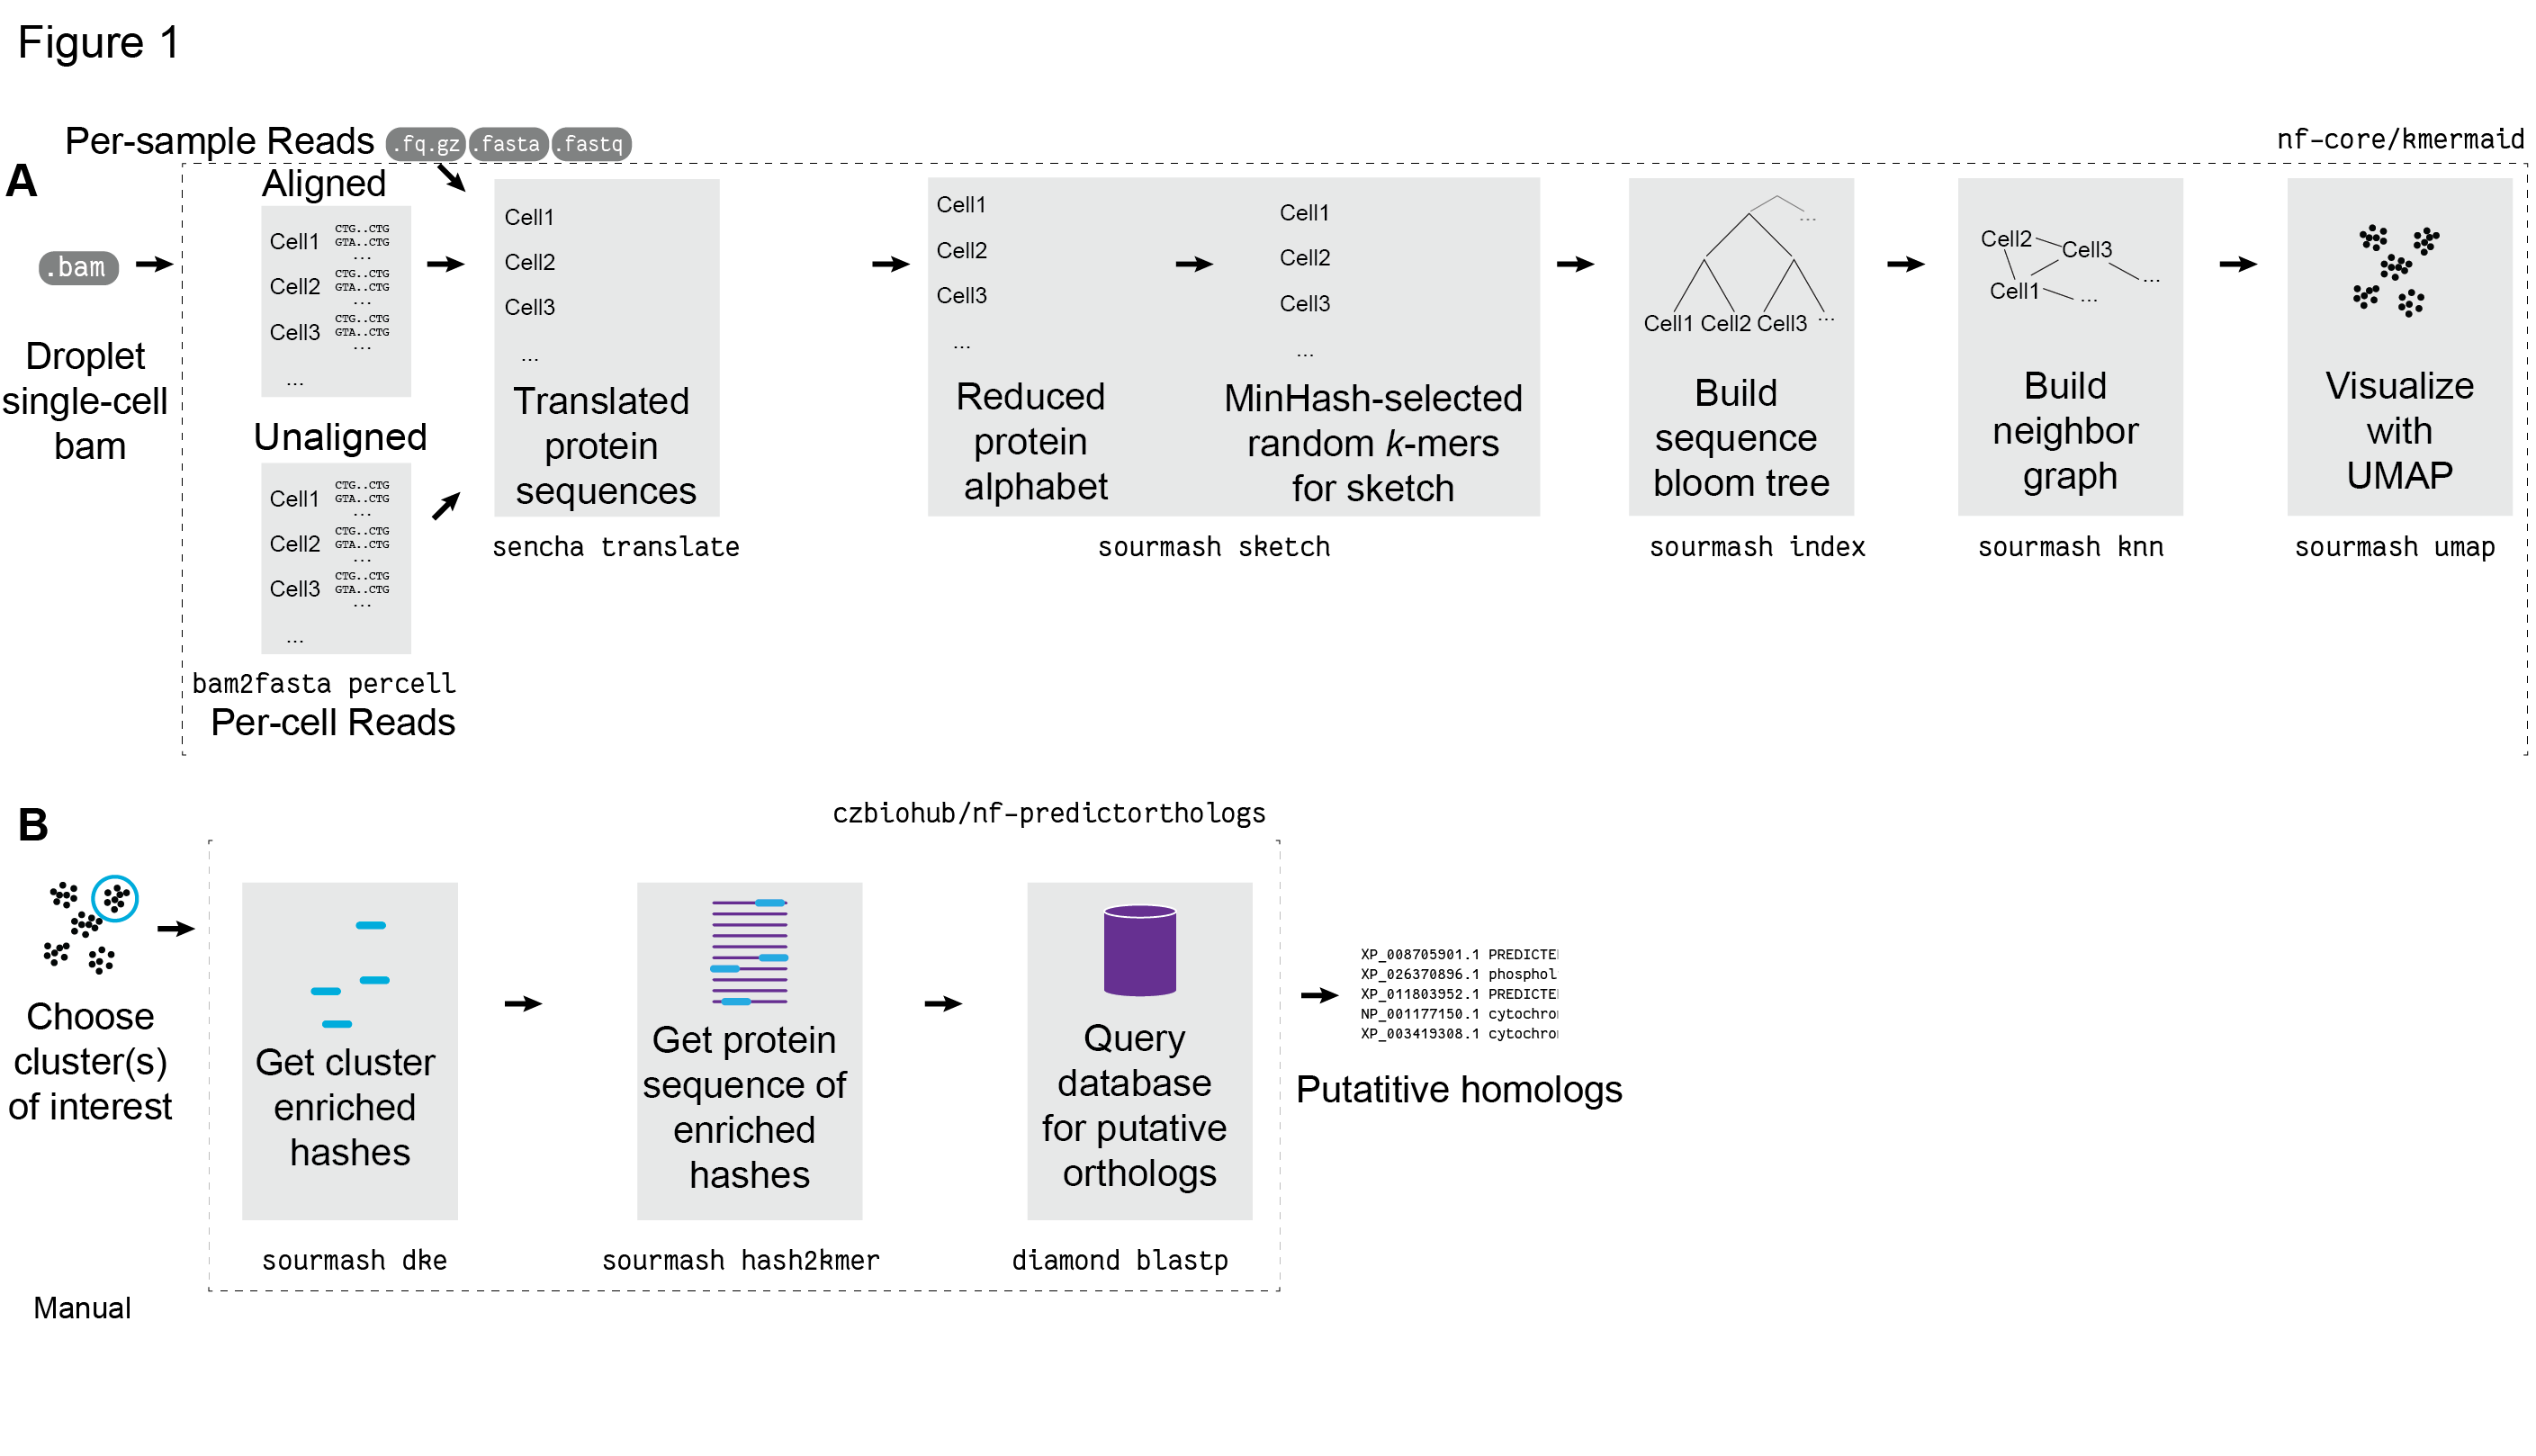 Figure 1
Per-sample Reads .fq.gz .fasta .fastq
nf-core/kmermaid
A
.bam
Droplet
single-cell
bam
Aligned
Cell1 CTG..CTG
GTA..CTG
...
Cell2 CTG..CTG
GTA..CTG
...
Cell3 CTG..CTG
GTA..CTG
...
...
Unaligned
Cell1 CTG..CTG
GTA..CTG
...
Cell2 CTG..CTG
GTA..CTG
...
Cell3 CTG..CTG
GTA..CTG
...
...
bam2fasta percell
Per-cell Reads
Cell1
Cell2
Cell3
...
Translated
protein
sequences
sencha translate
Cell1
Cell2
Cell3
...
Reduced
protein
alphabet
Cell1
Cell2
Cell3
...
MinHash-selected
random k-mers
for sketch
sourmash sketch
...
Cell1 Cell2 Cell3 ...
Build
sequence
bloom tree
sourmash index
Cell2
Cell3
...
Cell1
...
Build
neighbor
graph
sourmash knn
Visualize
with
UMAP
sourmash umap
B
czbiohub/nf-predictorthologs
Choose
cluster(s)
of interest
Manual
Get cluster
enriched
hashes
sourmash dke
Get protein
sequence of
enriched
hashes
sourmash hash2kmer
Query
database
for putative
orthologs
diamond blastp
XP_008705901.1 PREDICTE
XP_026370896.1 phosphol
XP_011803952.1 PREDICTE
NP_001177150.1 cytochro
XP_003419308.1 cytochro
Putatitive homologs